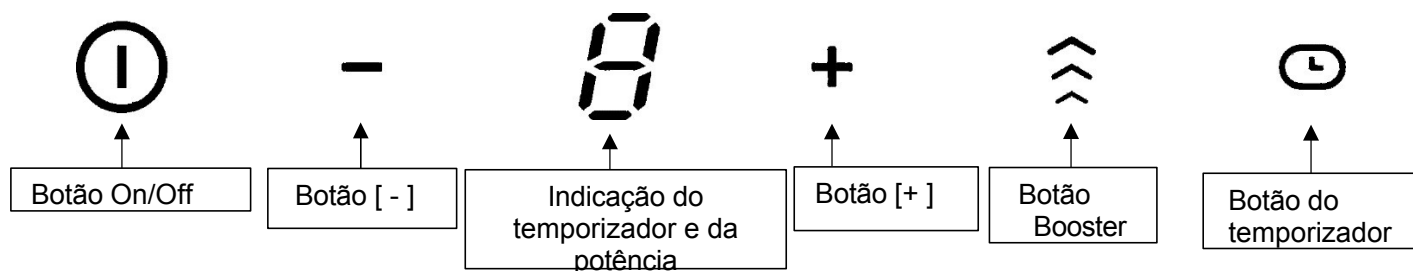 Botão On/Off
Botão [ - ]
Indicação do
temporizador e da
potência
Botão [+ ]
Botão
Booster
Botão do
temporizador